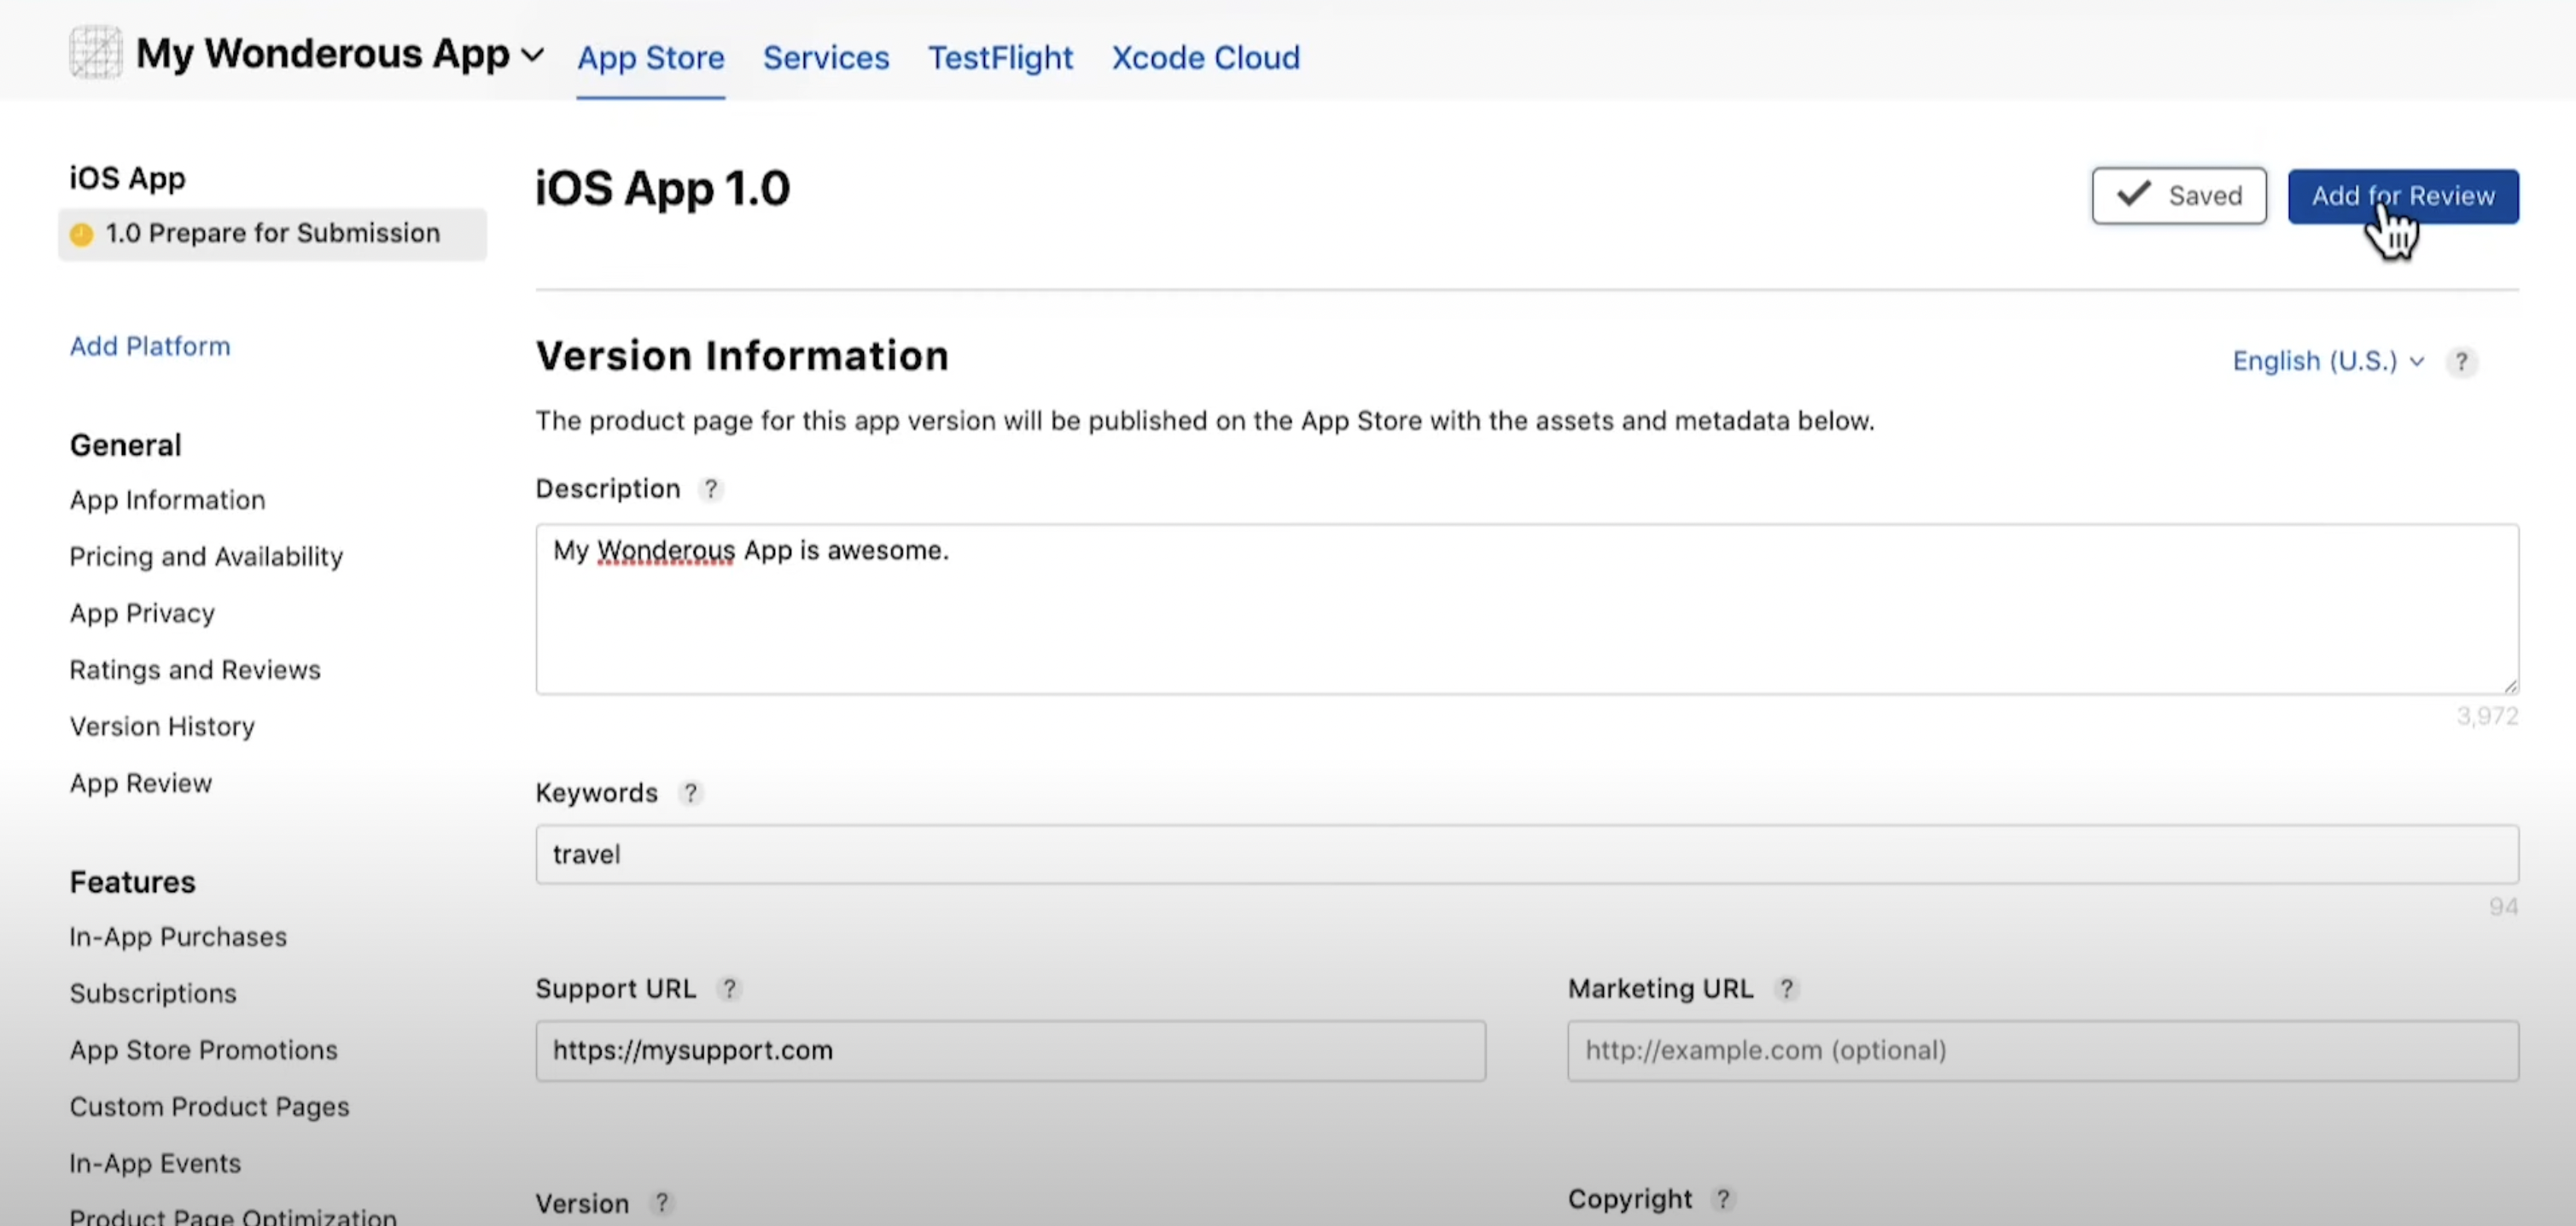 My Wonderous App
App Store Services TestFlight Xcode Cloud
iOS App
1.0 Prepare for Submission
Add Platform
General
App Information
Pricing and Availability
App Privacy
Ratings and Reviews
Version History
App Review
Features
In-App Purchases
Subscriptions
App Store Promotions
Custom Product Pages
In-App Events
Product Page Optimization
iOS App 1.0
Saved
Add for Review
Version Information
English (U.S.) ?
The product page for this app version will be published on the App Store with the assets and metadata below.
Description ?
My Wonderous App is awesome.
3,972
Keywords ?
travel
94
Support URL ?
https://mysupport.com
Marketing URL ?
http://example.com (optional)
Version ?
Copyright ?